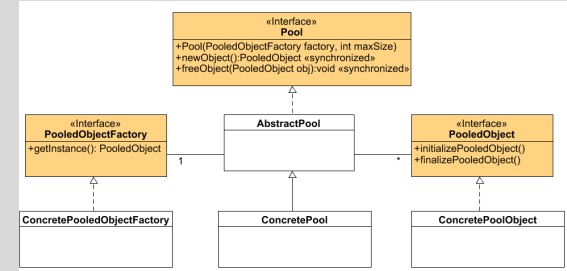 «Interface»
Pool
+Pool(PooledObjectFactory factory, int maxSize)
+newObject():PooledObject «synchronized»
+freeObject(PooledObject obj):void «synchronized»
«Interface»
PooledObjectFactory
+getInstance(): PooledObject
AbstractPool
«Interface»
PooledObject
+initializePooledObject()
+finalizePooledObject()
1
*
ConcretePooledObjectFactory
ConcretePool
ConcretePoolObject